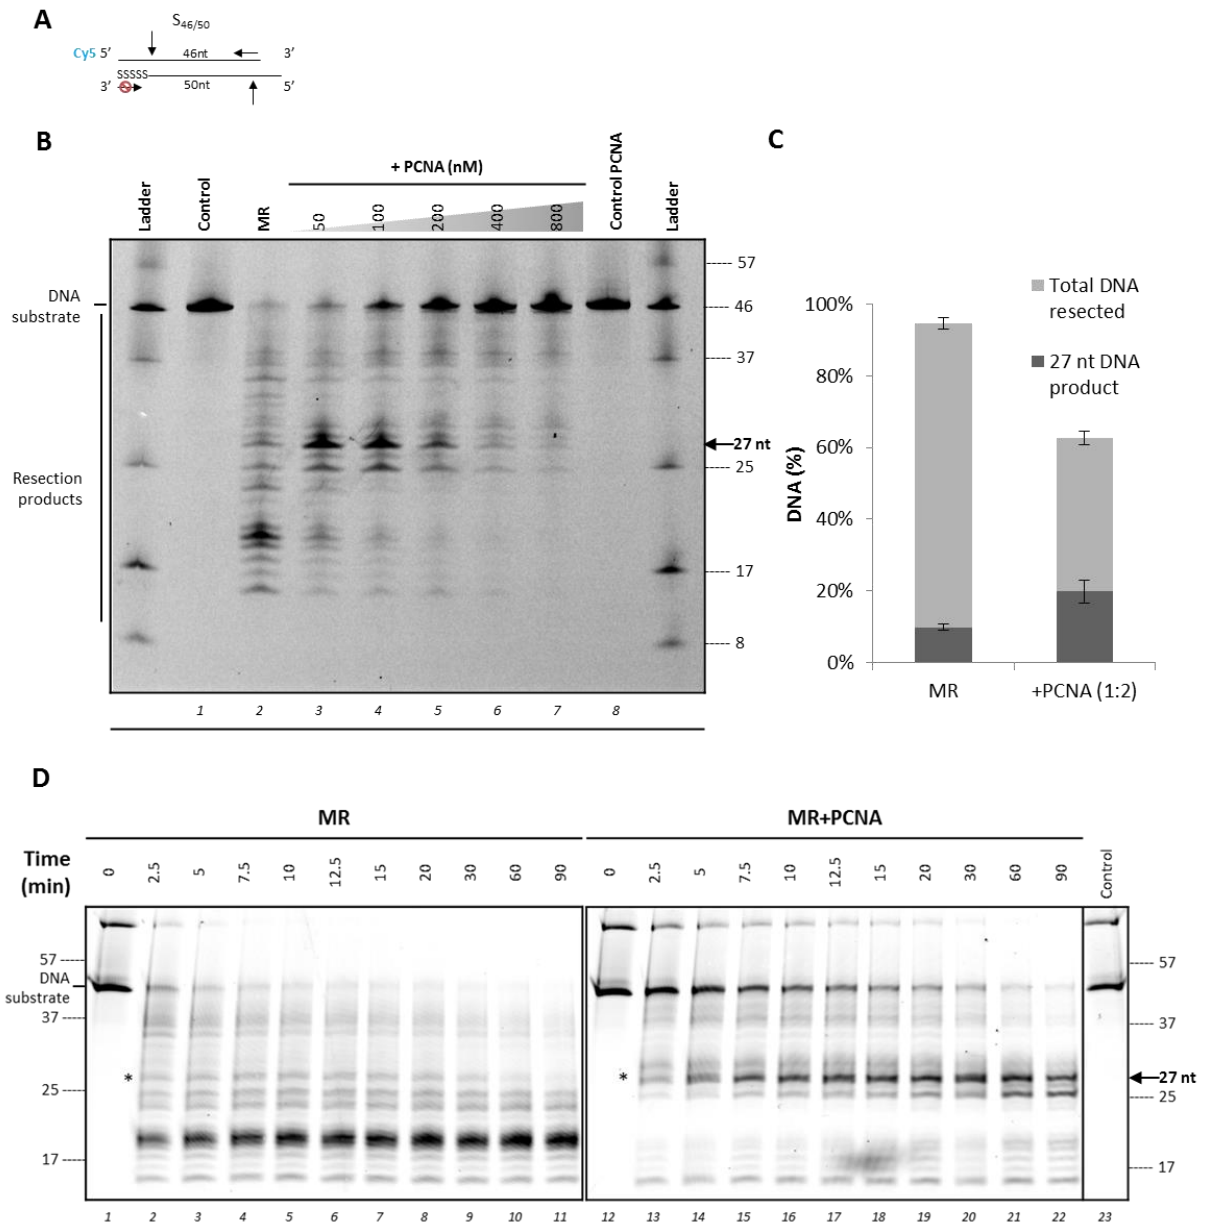 A
S46/50
Cy5 5’ 46nt 3’
SSSSS
3’ 50nt 5’
B
+ PCNA (nM)
Ladder Control MR 50 100 200 400 800 Control PCNA Ladder
57
DNA substrate 46
37
27 nt
25
Resection products
17
8
1 2 3 4 5 6 7 8
C
Total DNA resected
27 nt DNA product
DNA (%)
100%
80%
60%
40%
20%
0%
MR +PCNA (1:2)
D
MR MR+PCNA
Time (min) 0 2.5 5 7.5 10 12.5 15 20 30 60 90 0 2.5 5 7.5 10 12.5 15 20 30 60 90 Control
57 57
DNA substrate
37 37
* * 27 nt
25 25
17 17
1 2 3 4 5 6 7 8 9 10 11 12 13 14 15 16 17 18 19 20 21 22 23